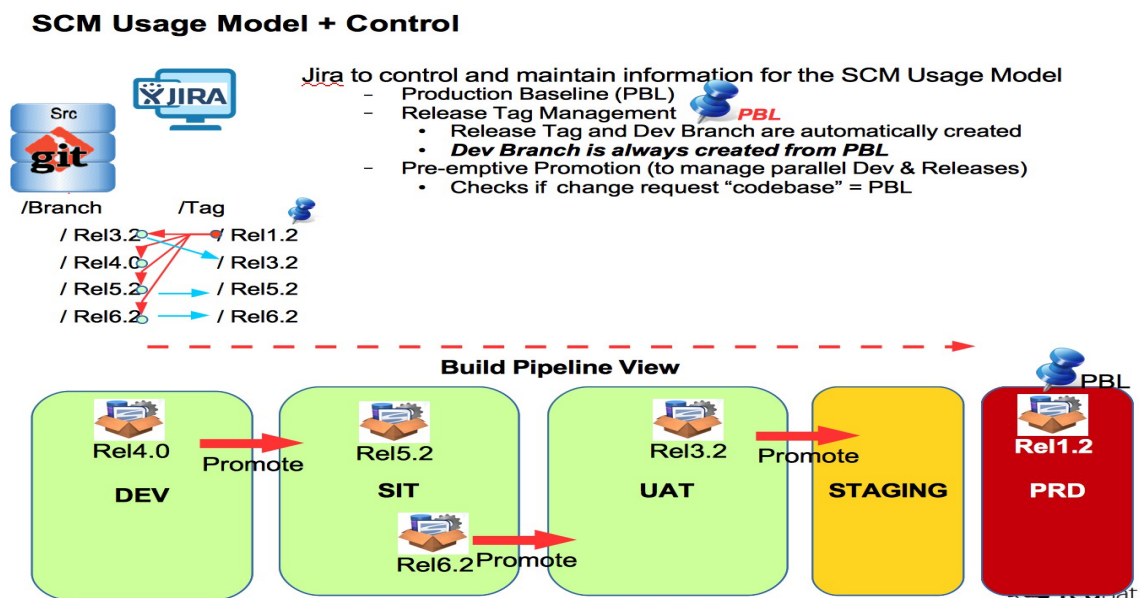 SCM Usage Model + Control
Jira to control and maintain information for the SCM Usage Model
- Production Baseline (PBL)
- Release Tag Management
PBL
• Release Tag and Dev Branch are automatically created
• Dev Branch is always created from PBL
- Pre-emptive Promotion (to manage parallel Dev & Releases)
• Checks if change request “codebase” = PBL
JIRA
Src
git
/Branch /Tag
/ Rel3.2 / Rel1.2
/ Rel4.0 / Rel3.2
/ Rel5.2 / Rel5.2
/ Rel6.2 / Rel6.2
Build Pipeline View
PBL
Rel4.0
Promote
DEV
Rel5.2
SIT
Rel6.2
Promote
Rel3.2
Promote
UAT
STAGING
Rel1.2
PRD